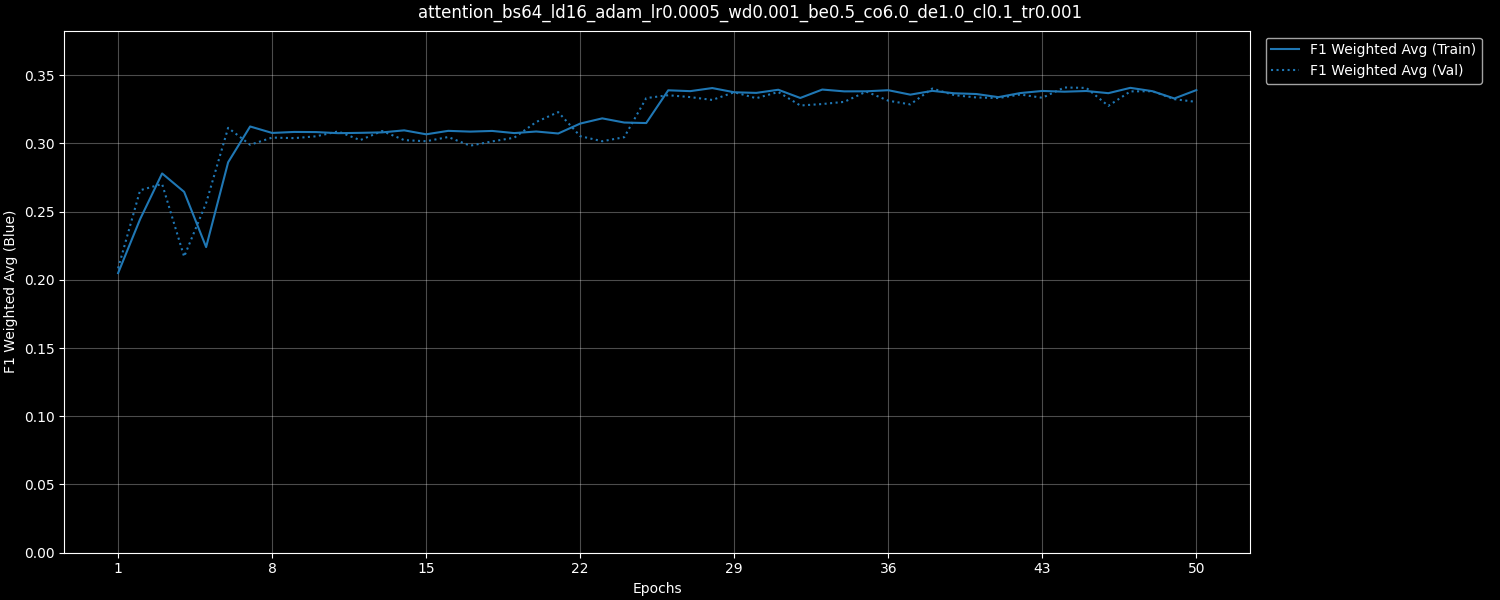 attention_bs64_ld16_adam_lr0.0005_wd0.001_be0.5_co6.0_de1.0_cl0.1_tr0.001
F1 Weighted Avg (Train)
F1 Weighted Avg (Val)
F1 Weighted Avg (Blue)
0.35
0.30
0.25
0.20
0.15
0.10
0.05
0.00
1 8 15 22 29 36 43 50
Epochs